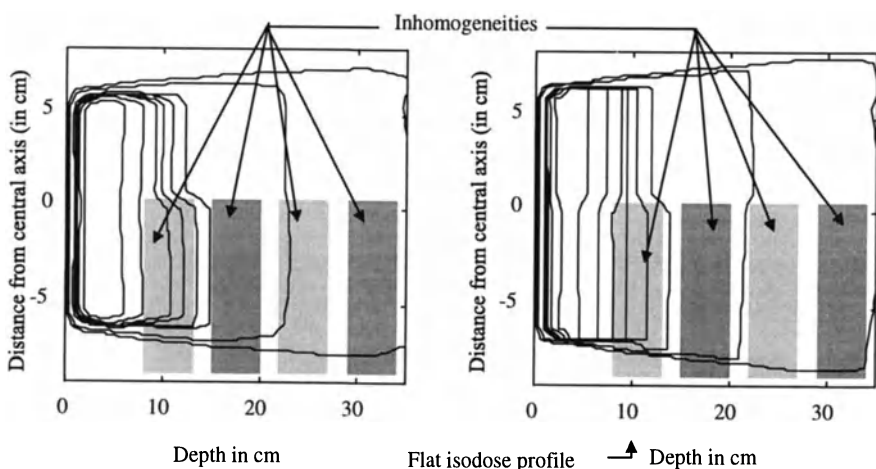 Inhomogeneities
Distance from central axis (in cm)
5
0
-5
0
10
20
30
Depth in cm
Distance from central axis (in cm)
5
0
-5
0
10
20
30
Flat isodose profile
Depth in cm